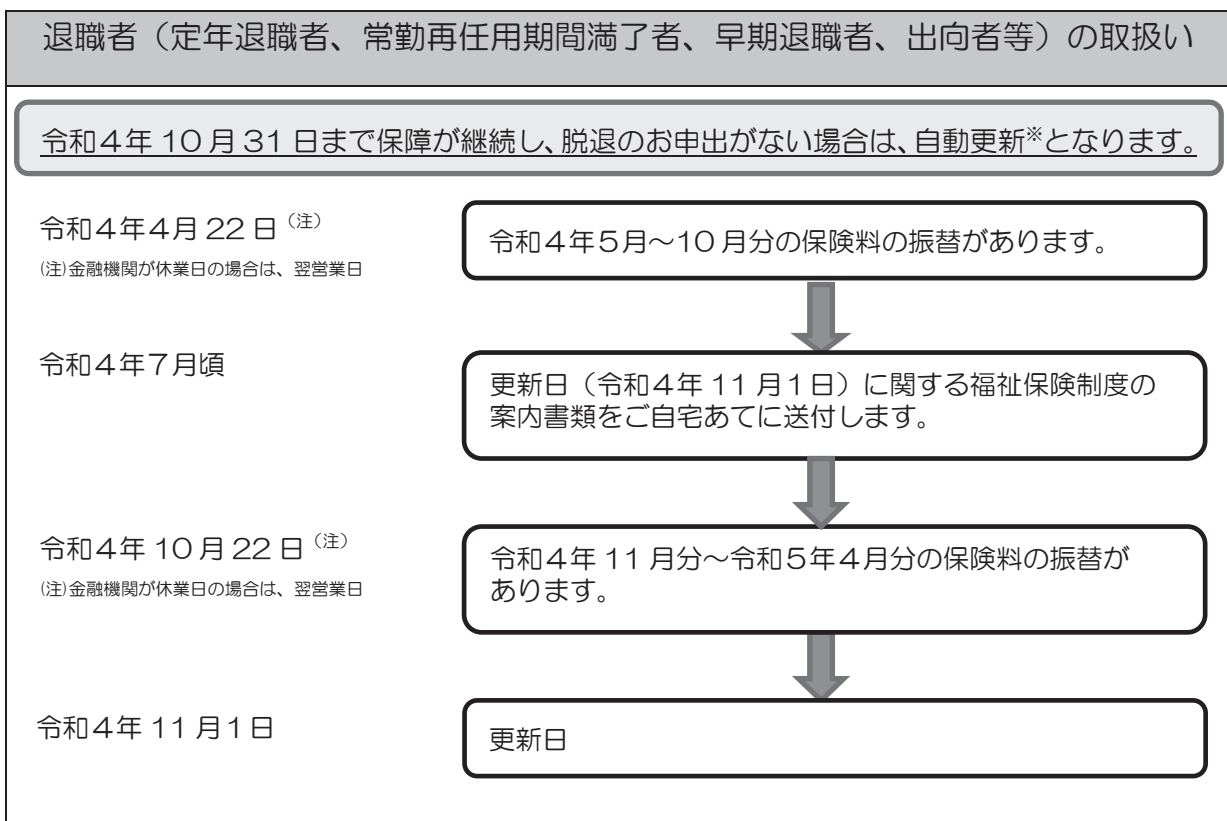 退職者（定年退職者、常勤再任用期間満了者、早期退職者、出向者等）の取扱い
令和４年 10 月 31 日まで保障が継続し、脱退のお申出がない場合は、自動更新※となります。
令和４年４月 22 日（注）
(注)金融機関が休業日の場合は、翌営業日
令和４年５月～10 月分の保険料の振替があります。
令和４年７月頃
更新日（令和４年 11 月１日）に関する福祉保険制度の
案内書類をご自宅あてに送付します。
令和４年 10 月 22 日（注）
(注)金融機関が休業日の場合は、翌営業日
令和４年 11 月分～令和５年４月分の保険料の振替が
あります。
令和４年 11 月１日
更新日